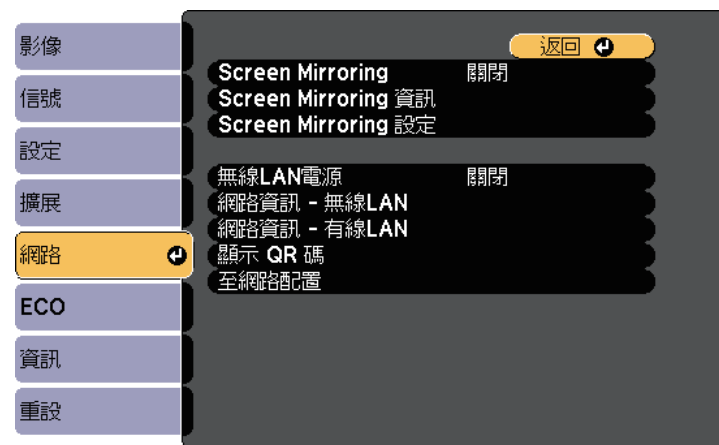 影像
信號
設定
擴展
網路
ECO
資訊
重設
返回
Screen Mirroring 關閉
Screen Mirroring 資訊
Screen Mirroring 設定
無線LAN電源 關閉
網路資訊 - 無線LAN
網路資訊 - 有線LAN
顯示 QR 碼
至網路配置